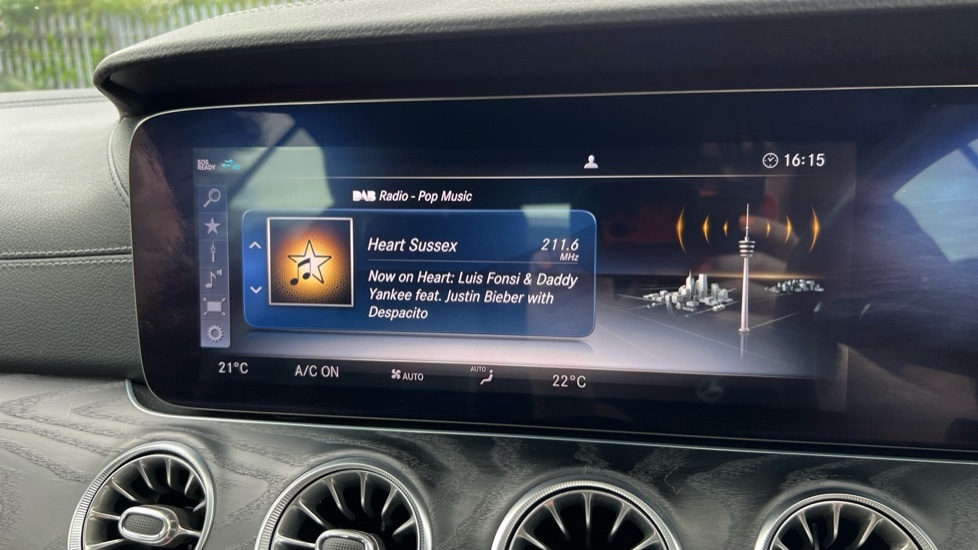 SOS READY 4G 16:15
DAB Radio - Pop Music
Heart Sussex 211.6 MHz
Now on Heart: Luis Fonsi & Daddy
Yankee feat. Justin Bieber with
Despacito
21°C A/C ON AUTO AUTO 22°C